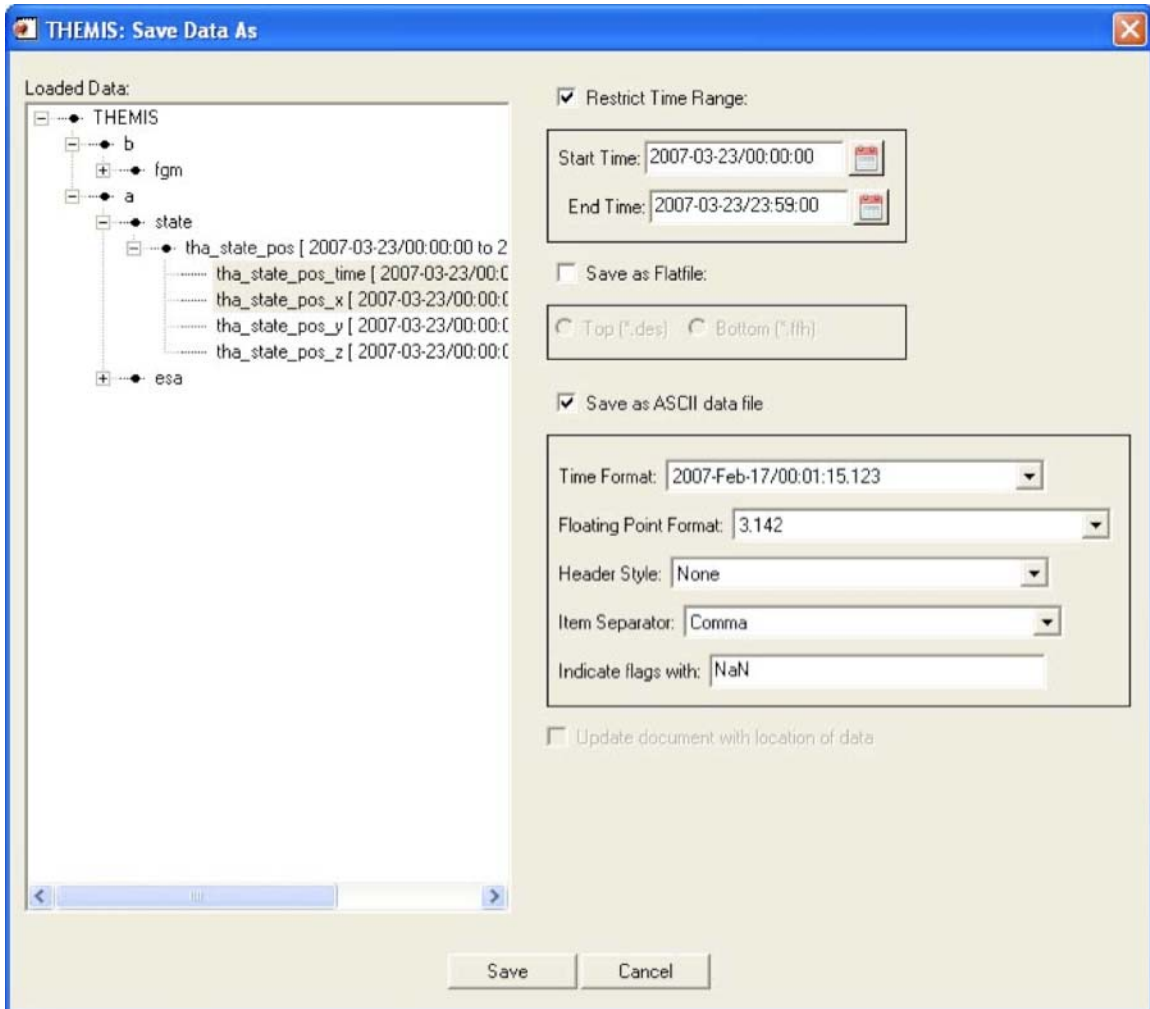 THEMIS: Save Data As
Loaded Data:
THEMIS
b
fgm
a
state
tha_state_pos [ 2007-03-23/00:00:00 to 2
tha_state_pos_time [ 2007-03-23/00:0
tha_state_pos_x [ 2007-03-23/00:00:0
tha_state_pos_y [ 2007-03-23/00:00:0
tha_state_pos_z [ 2007-03-23/00:00:0
esa
Restrict Time Range:
Start Time: 2007-03-23/00:00:00
End Time: 2007-03-23/23:59:00
Save as Flatfile:
Top (*.des) Bottom (*.ffh)
Save as ASCII data file
Time Format: 2007-Feb-17/00:01:15.123
Floating Point Format: 3.142
Header Style: None
Item Separator: Comma
Indicate flags with: NaN
Update document with location of data
Save Cancel